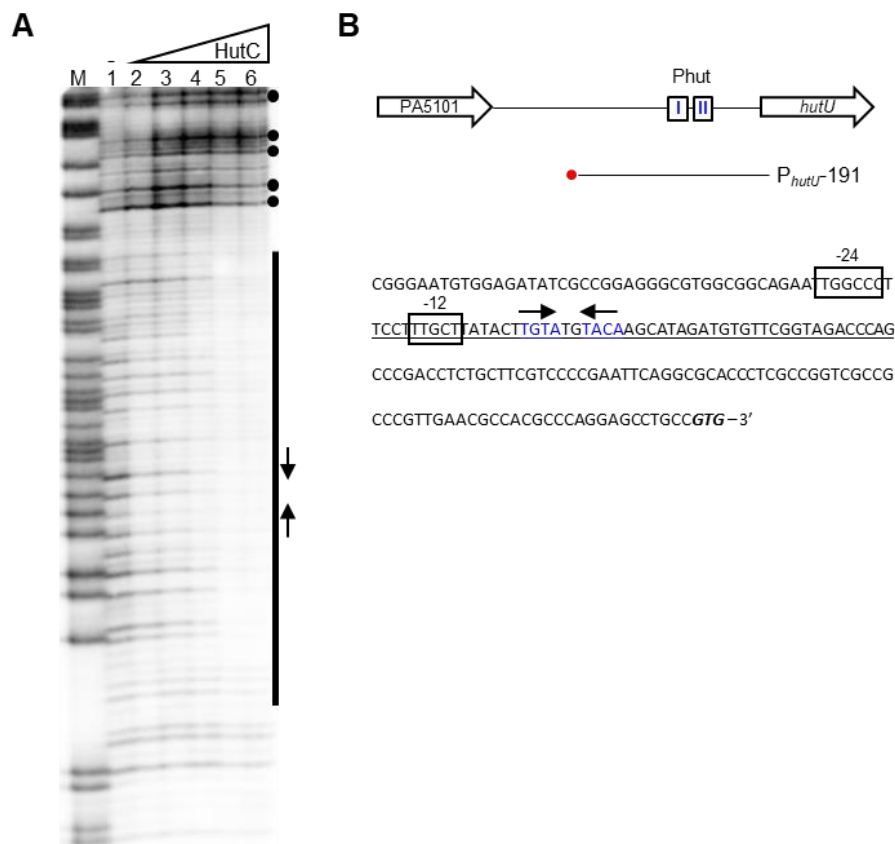 A
HutC
M 1 2 3 4 5 6
-
B
Phut
PA5101 I II hutU
PhutU-191
-24
CGGGAATGTGGAGATATCGCCGGAGGGCGTGGCGGCAGAATTGGCCCT
-12
TCCTTTGCTTATACTTGTATGTACAAGCATAGATGTGTTCGGTAGACCCAG
CCCGACCTCTGCTTCGTCCCCGAATTCAGGCGCACCCTCGCCGGTCGCCG
CCCGTTGAACGCCACGCCCAGGAGCCTGCCGTG–3′